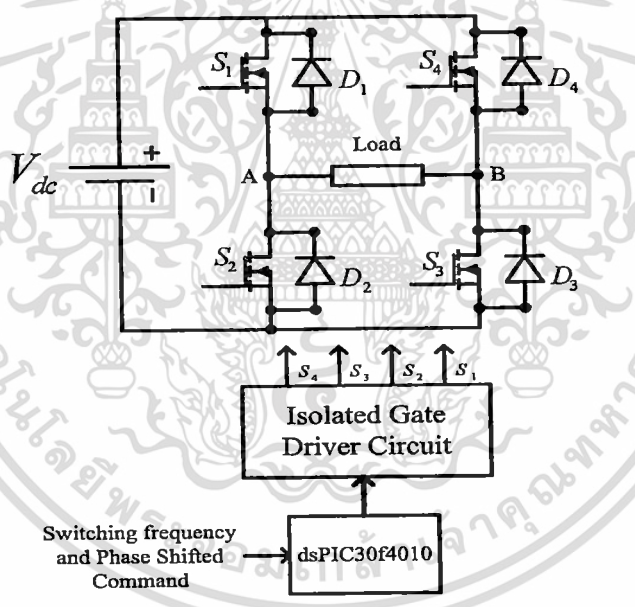 S₁
D₁
S₄
D₄
V_dc
+
-
Load
A
B
S₂
D₂
S₃
D₃
S₄ S₃ S₂ S₁
Isolated Gate
Driver Circuit
Switching frequency
and Phase Shifted
Command
dsPIC30f4010